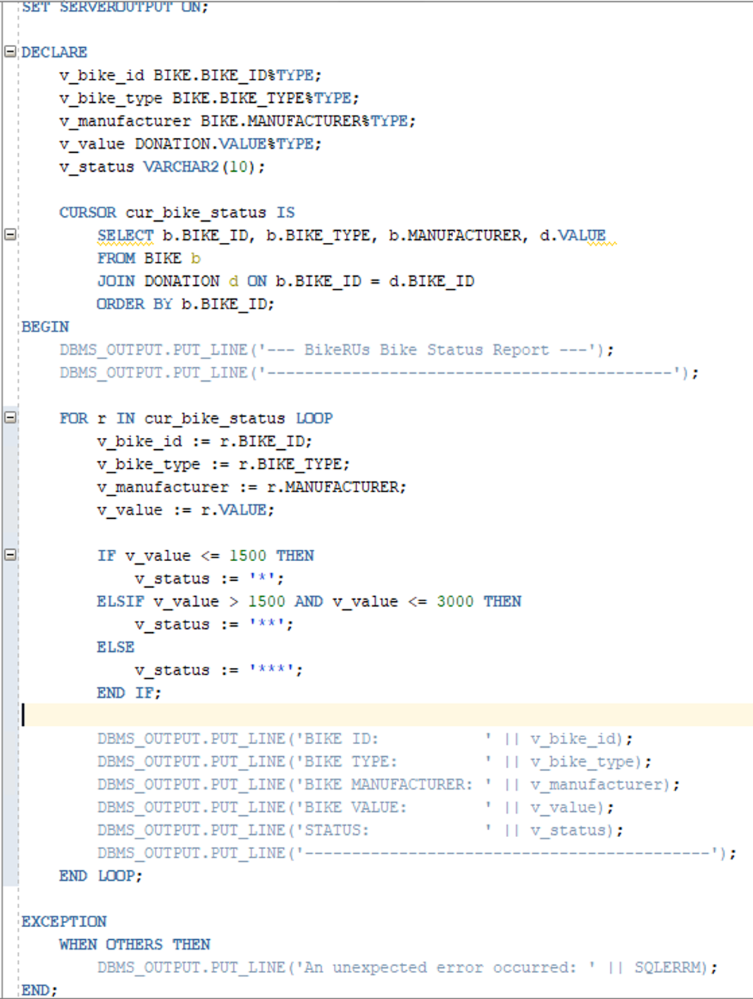 SET SERVEROUTPUT ON;
DECLARE
v_bike_id BIKE.BIKE_ID%TYPE;
v_bike_type BIKE.BIKE_TYPE%TYPE;
v_manufacturer BIKE.MANUFACTURER%TYPE;
v_value DONATION.VALUE%TYPE;
v_status VARCHAR2(10);
CURSOR cur_bike_status IS
SELECT b.BIKE_ID, b.BIKE_TYPE, b.MANUFACTURER, d.VALUE
FROM BIKE b
JOIN DONATION d ON b.BIKE_ID = d.BIKE_ID
ORDER BY b.BIKE_ID;
BEGIN
DBMS_OUTPUT.PUT_LINE('--- BikeRUs Bike Status Report ---');
DBMS_OUTPUT.PUT_LINE('-------------------------------------------');
FOR r IN cur_bike_status LOOP
v_bike_id := r.BIKE_ID;
v_bike_type := r.BIKE_TYPE;
v_manufacturer := r.MANUFACTURER;
v_value := r.VALUE;
IF v_value <= 1500 THEN
v_status := '*';
ELSIF v_value > 1500 AND v_value <= 3000 THEN
v_status := '**';
ELSE
v_status := '***';
END IF;
DBMS_OUTPUT.PUT_LINE('BIKE ID:           ' || v_bike_id);
DBMS_OUTPUT.PUT_LINE('BIKE TYPE:         ' || v_bike_type);
DBMS_OUTPUT.PUT_LINE('BIKE MANUFACTURER: ' || v_manufacturer);
DBMS_OUTPUT.PUT_LINE('BIKE VALUE:        ' || v_value);
DBMS_OUTPUT.PUT_LINE('STATUS:            ' || v_status);
DBMS_OUTPUT.PUT_LINE('-------------------------------------------');
END LOOP;
EXCEPTION
WHEN OTHERS THEN
DBMS_OUTPUT.PUT_LINE('An unexpected error occurred: ' || SQLERRM);
END;